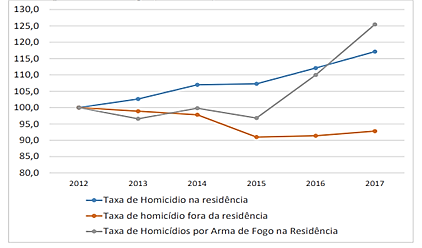 130,0
125,0
120,0
115,0
110,0
105,0
100,0
95,0
90,0
85,0
80,0
2012 2013 2014 2015 2016 2017
Taxa de Homicidio na residência
Taxa de homicídio fora da residência
Taxa de Homicídios por Arma de Fogo na Residência